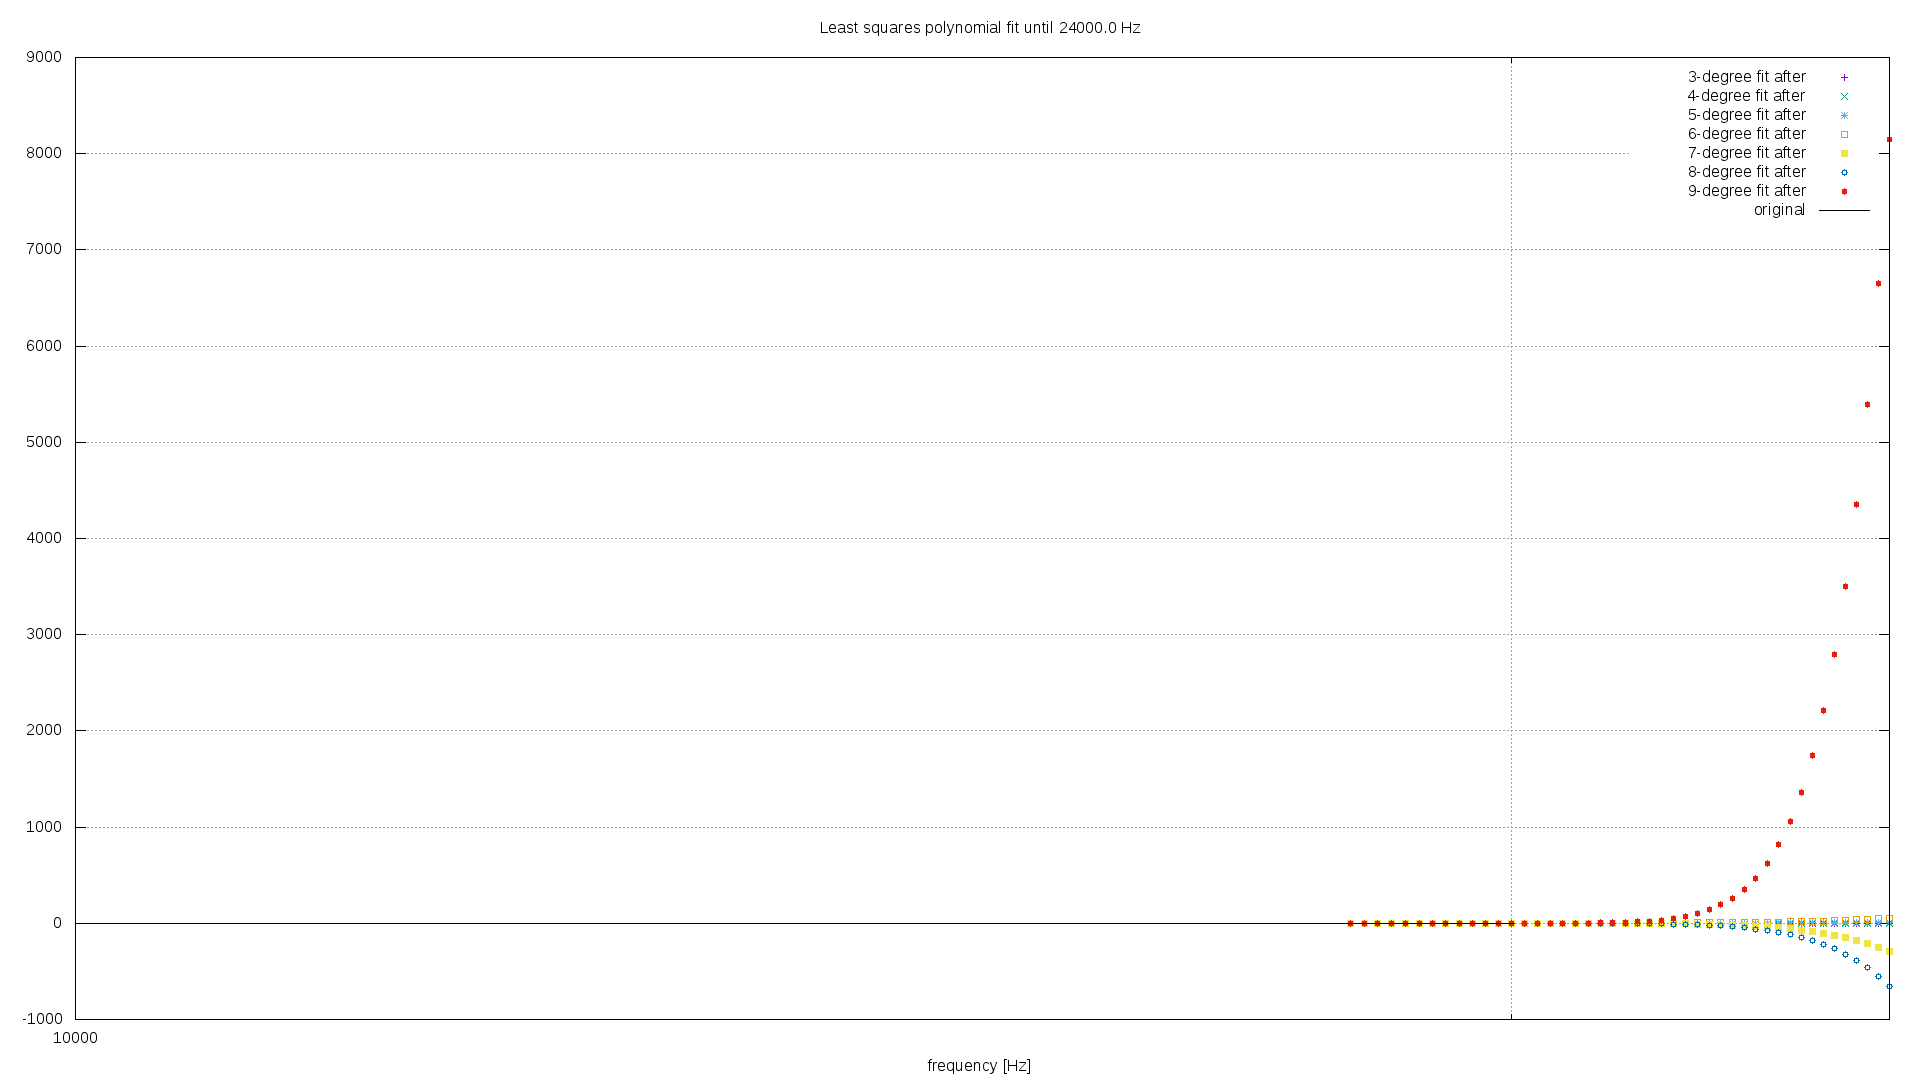 Least squares polynomial fit until 24000.0 Hz
9000
8000
7000
6000
5000
4000
3000
2000
1000
0
-1000
3-degree fit after
4-degree fit after
5-degree fit after
6-degree fit after
7-degree fit after
8-degree fit after
9-degree fit after
original
10000
frequency [Hz]